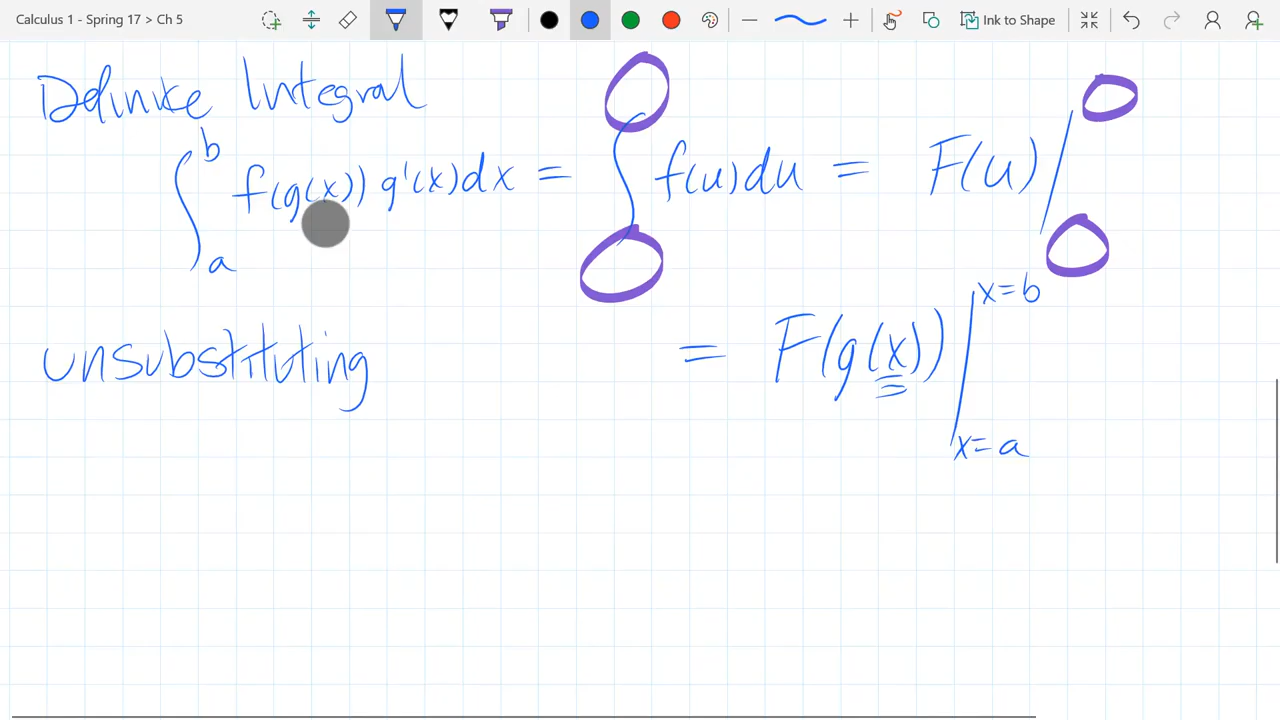 Calculus 1 - Spring 17 > Ch 5
Ink to Shape
Definite Integral
∫_a^b f(g(x)) g'(x)dx = ∫ f(u)du = F(u)|
unsubstituting = F(g(x))|_{x=a}^{x=b}